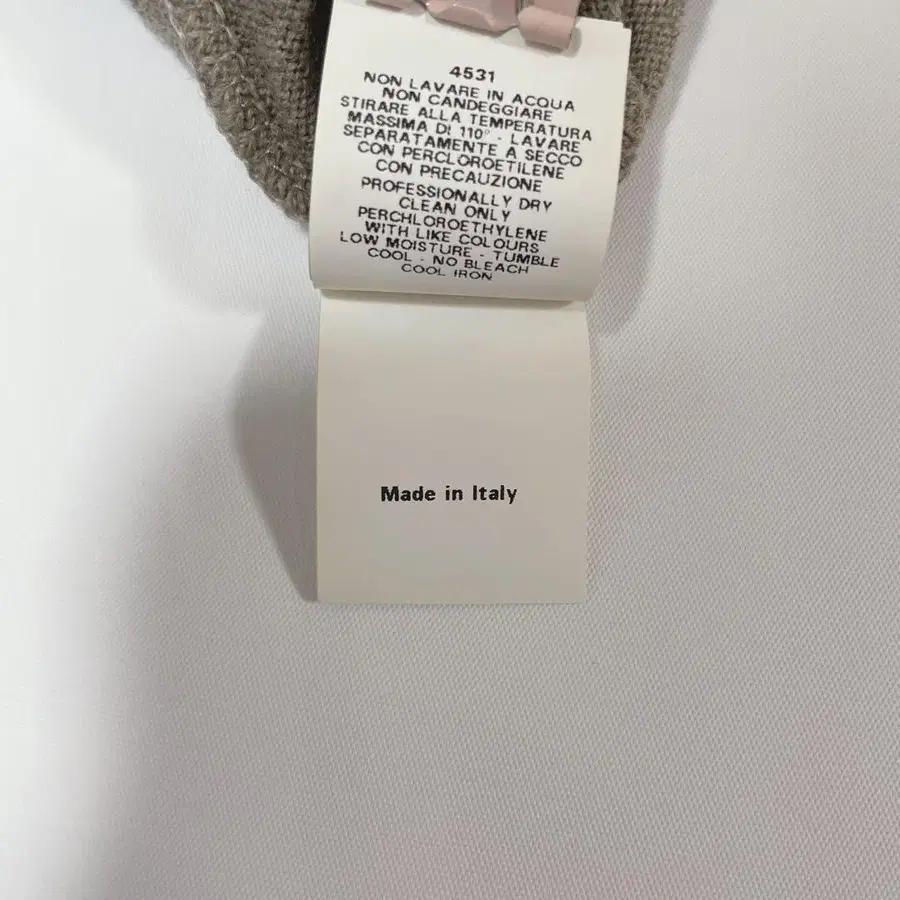 4531
NON LAVARE IN ACQUA
NON CANDEGGIARE
STIRARE ALLA TEMPERATURA
MASSIMA DI 110° - LAVARE
SEPARATAMENTE A SECCO
CON PERCLOROETILENE
CON PRECAUZIONE
PROFESSIONALLY DRY
CLEAN ONLY
PERCHLOROETHYLENE
WITH LIKE COLOURS
LOW MOISTURE - TUMBLE
COOL - NO BLEACH
COOL IRON
Made in Italy